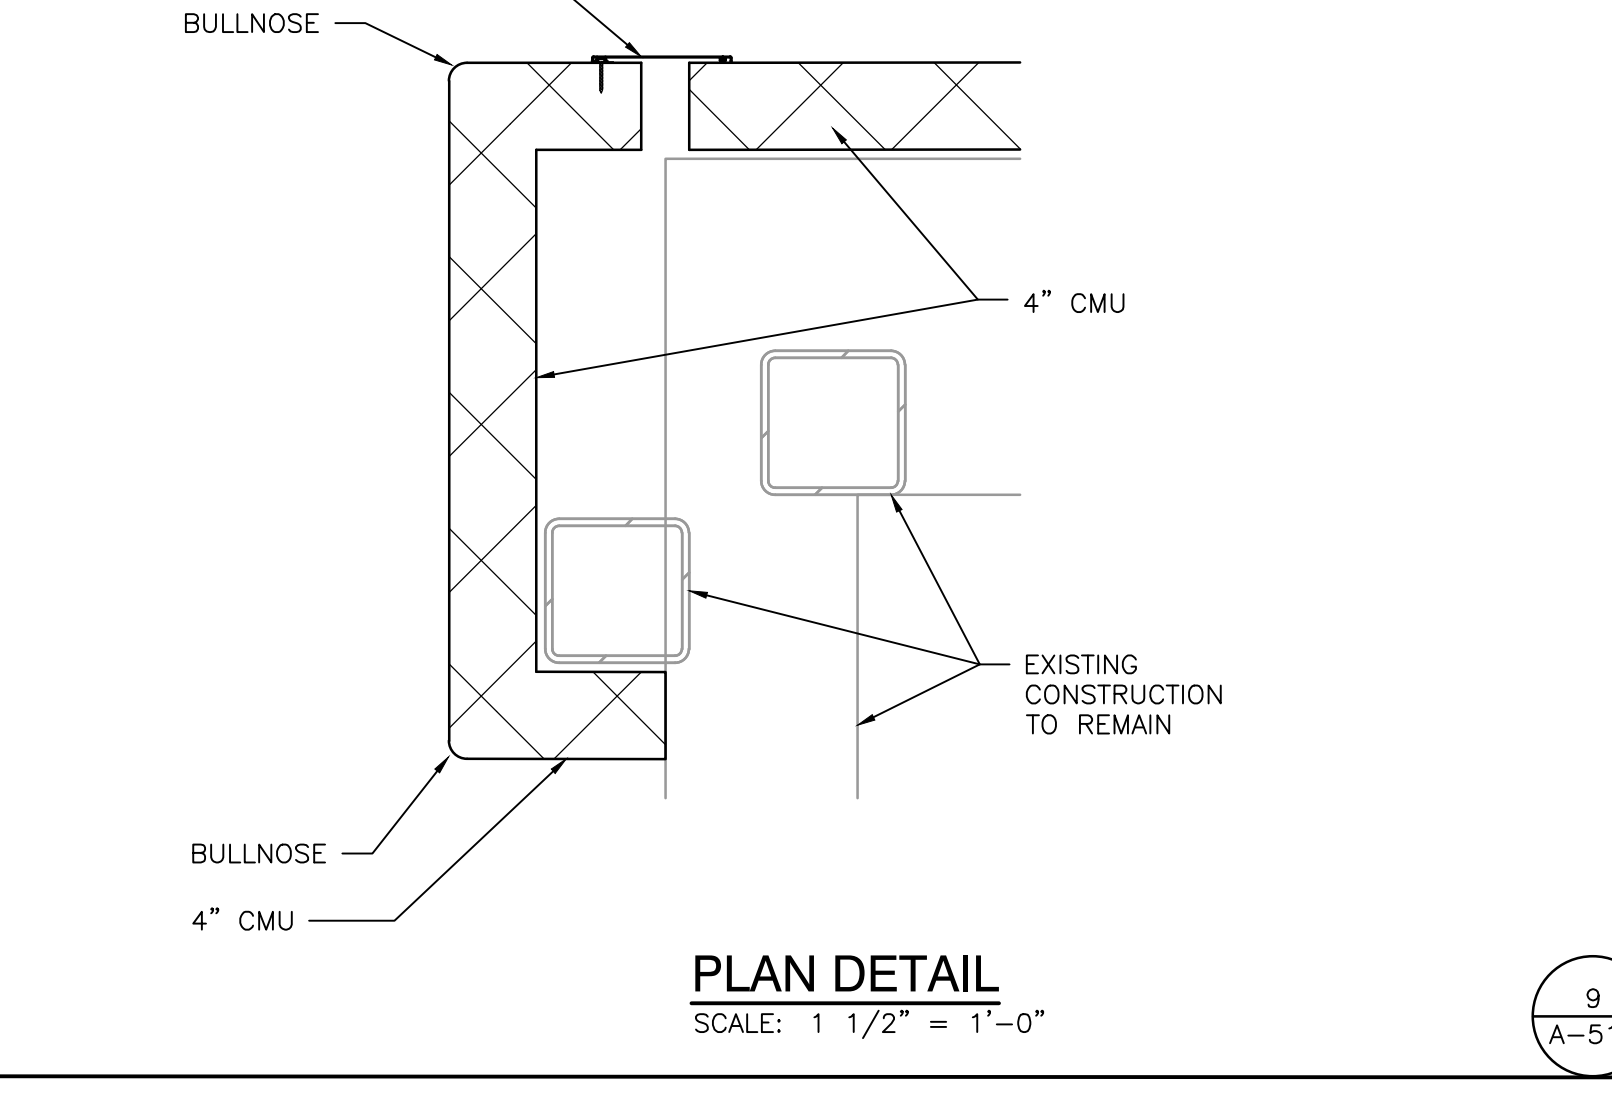 BULLNOSE
4" CMU
EXISTING
CONSTRUCTION
TO REMAIN
BULLNOSE
4" CMU
PLAN DETAIL
SCALE: 1 1/2" = 1'-0"
9